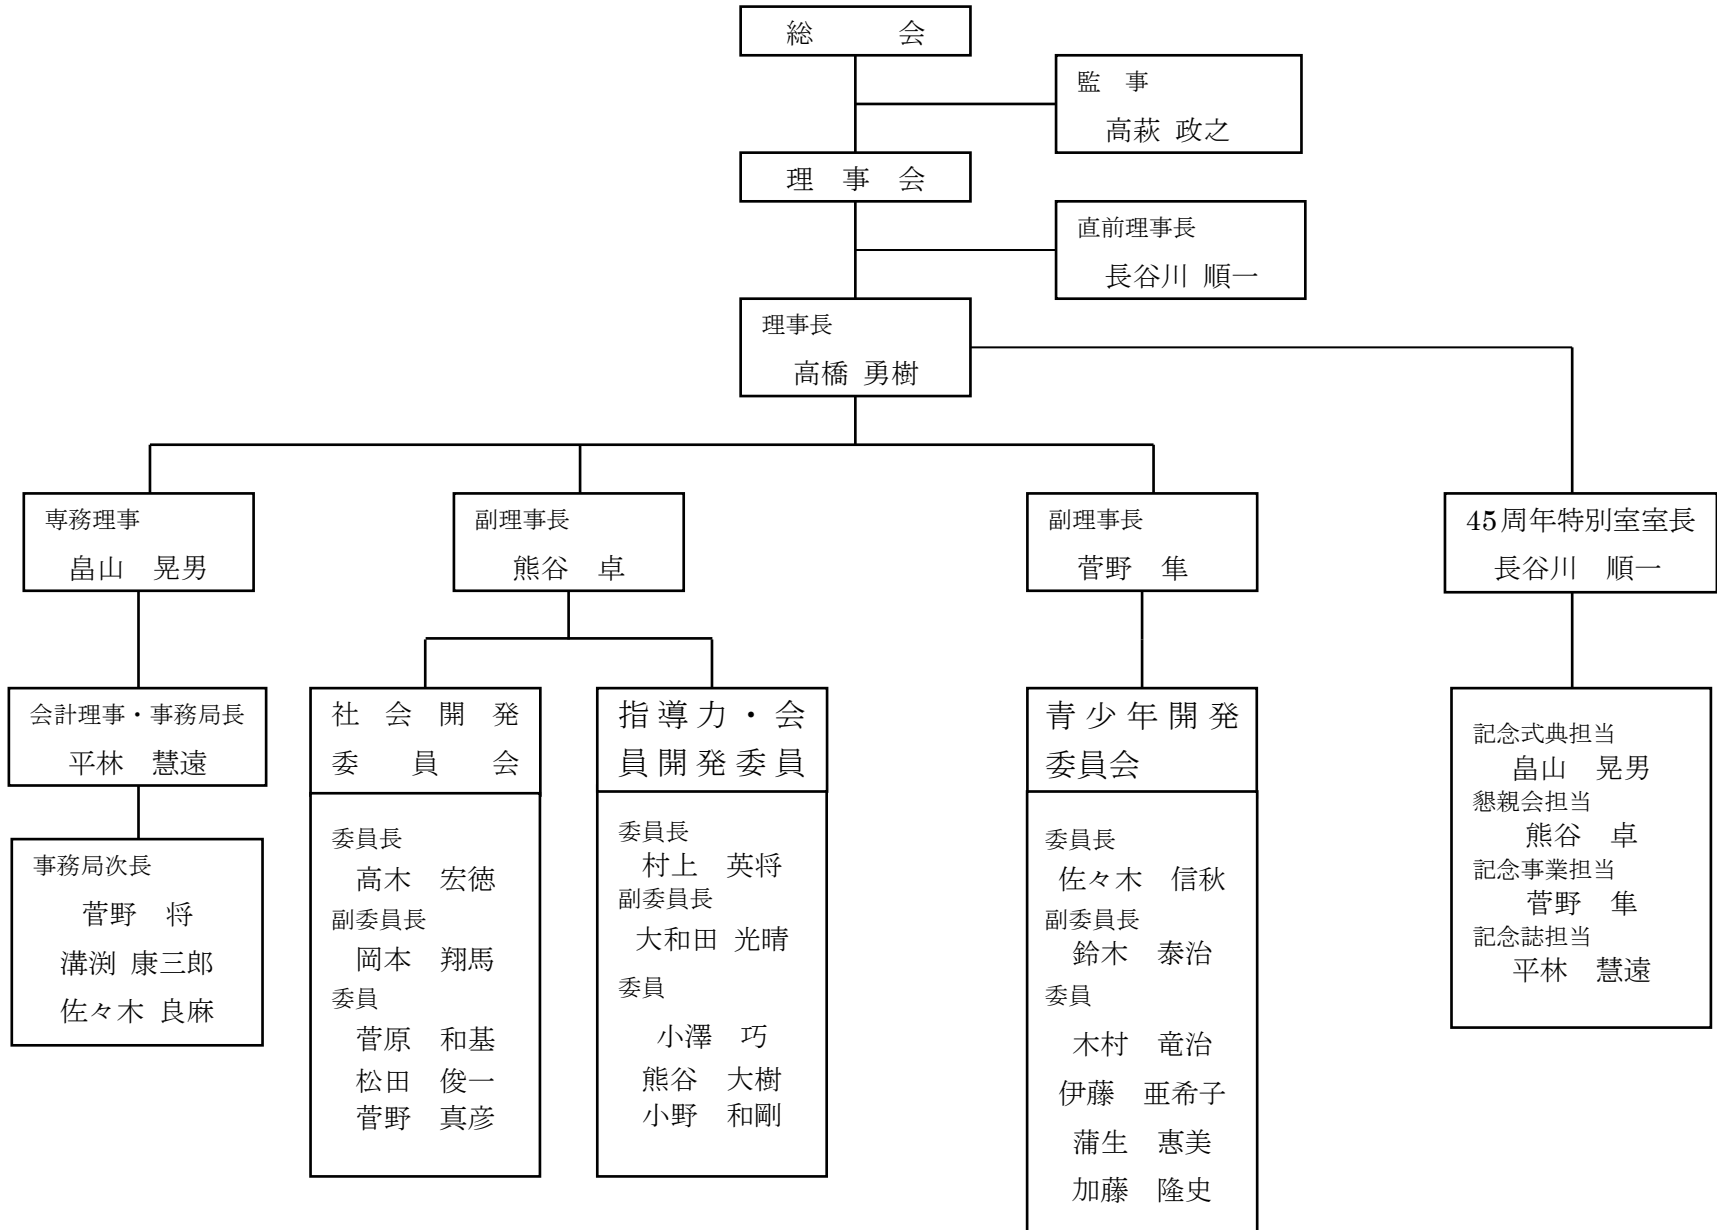 総　　　会
監　事
高萩 政之
理　事　会
直前理事長
長谷川 順一
理事長
高橋 勇樹
専務理事
畠山　晃男
副理事長
熊谷　卓
副理事長
菅野　隼
45周年特別室室長
長谷川　順一
会計理事・事務局長
平林　慧遠
事務局次長
菅野　将
溝渕 康三郎
佐々木 良麻
社会開発
委員会
委員長
高木　宏徳
副委員長
岡本　翔馬
委員
菅原　和基
松田　俊一
菅野　真彦
指導力・会
員開発委員
委員長
村上　英将
副委員長
大和田 光晴
委員
小澤　巧
熊谷　大樹
小野　和剛
青少年開発
委員会
委員長
佐々木　信秋
副委員長
鈴木　泰治
委員
木村　竜治
伊藤　亜希子
蒲生　惠美
加藤　隆史
記念式典担当
畠山　晃男
懇親会担当
熊谷　卓
記念事業担当
菅野　隼
記念誌担当
平林　慧遠